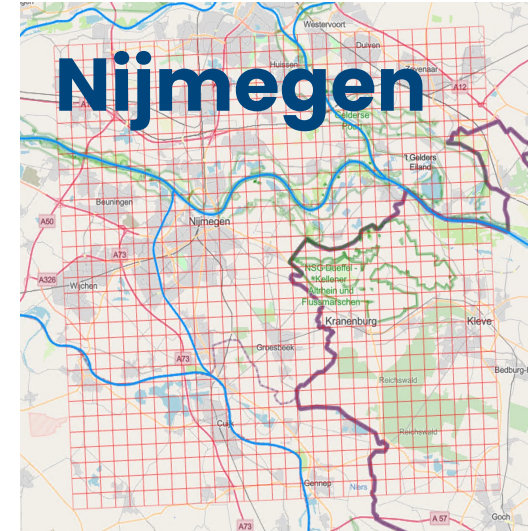 Westervoort
Duiven
Huissen
Zevenaar
Nijmegen
A12
Gelderse
Poort
't Gelders
Eiland
Beuningen
Nijmegen
A50
A73
NSG Düffel -
Kellener
Altrhein und
Flussmarschen
A326
Wijchen
Kranenburg
Kleve
Groesbeek
A73
Bedburg-H
Reichswald
Cuijk
Reichswald
Gennep
Niers
A73
A 57
Goch